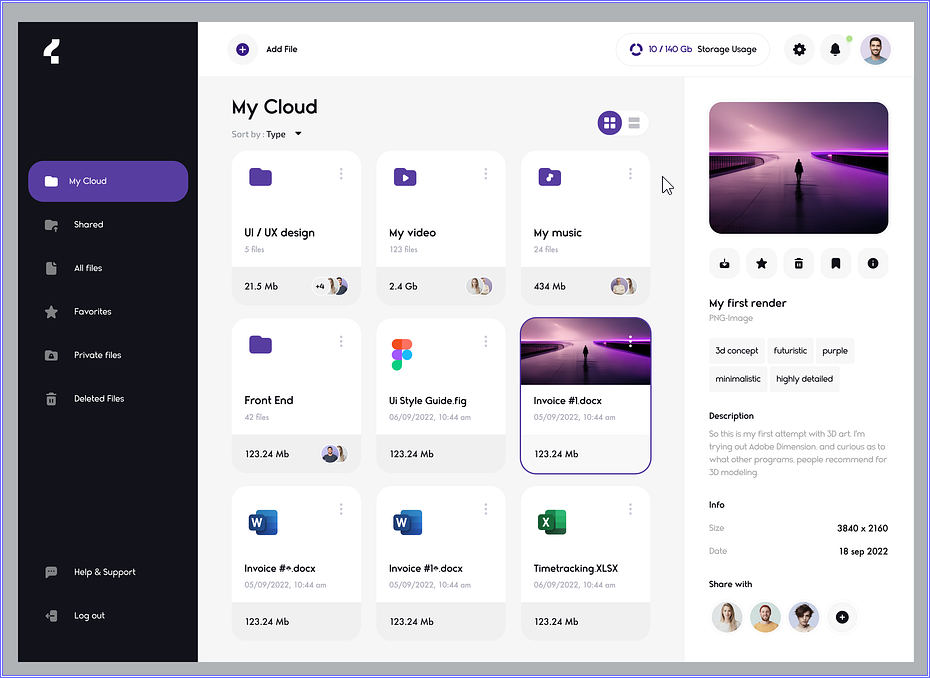 Add File
10 / 140 Gb Storage Usage
My Cloud
Shared
All files
Favorites
Private files
Deleted Files
Help & Support
Log out
My Cloud
Sort by : Type
UI / UX design
5 files
21.5 Mb
+4
My video
123 files
2.4 Gb
My music
24 files
434 Mb
Front End
42 files
123.24 Mb
Ui Style Guide.fig
06/09/2022, 10:44 am
123.24 Mb
Invoice #1.docx
05/09/2022, 10:44 am
123.24 Mb
W
Invoice #.docx
05/09/2022, 10:44 am
123.24 Mb
W
Invoice #1.docx
05/09/2022, 10:44 am
123.24 Mb
X
Timetracking.XLSX
06/09/2022, 10:44 am
123.24 Mb
My first render
PNG-Image
3d concept
futuristic
purple
minimalistic
highly detailed
Description
So this is my first attempt with 3D art. I'm
trying out Adobe Dimension, and curious as to
what other programs, people recommend for
3D modeling.
Info
Size 3840 x 2160
Date 18 sep 2022
Share with